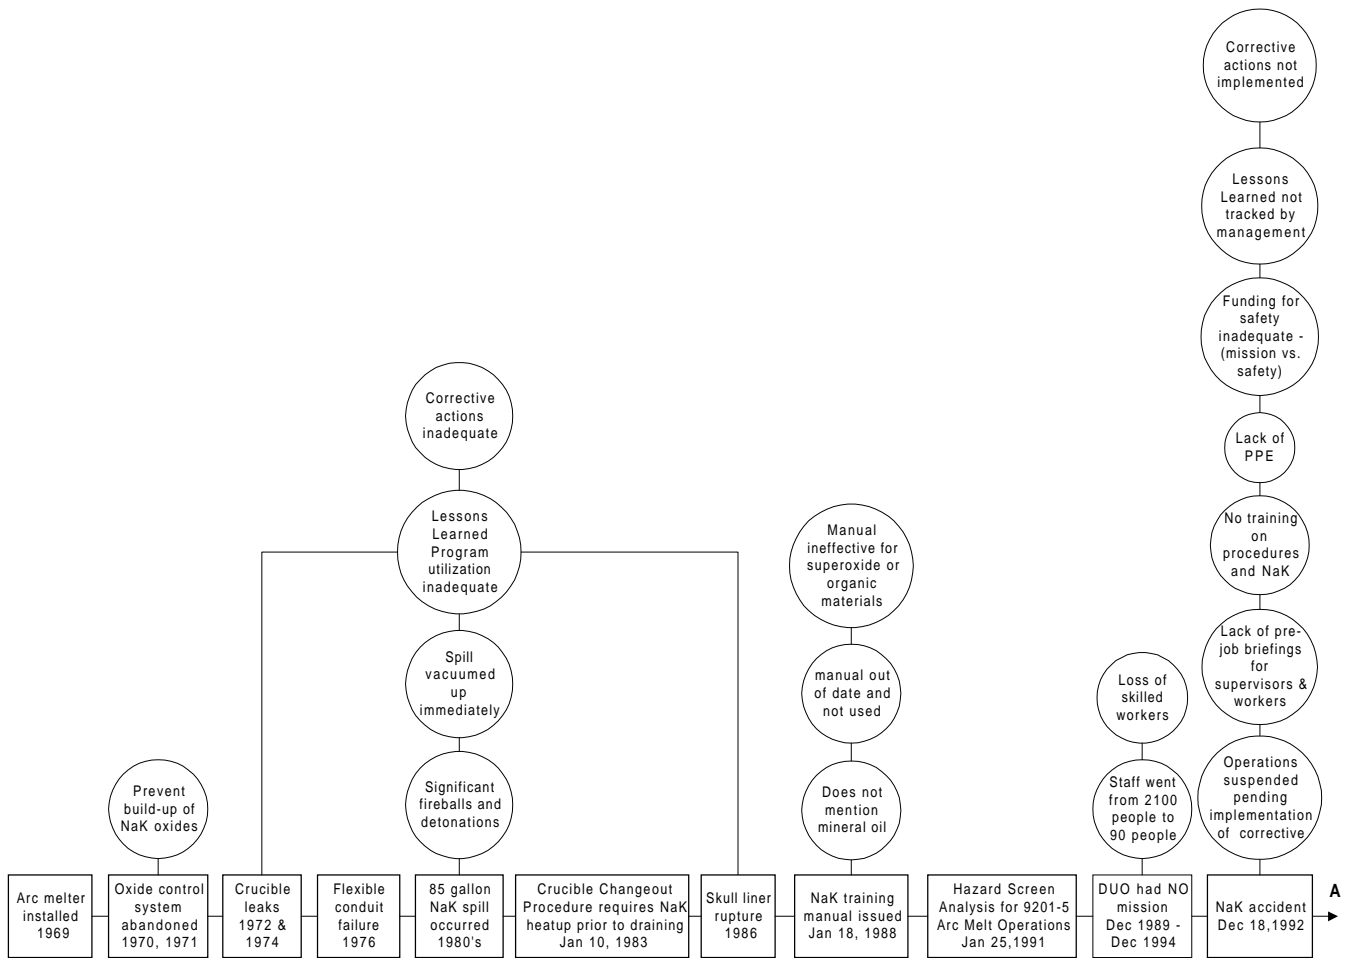 Corrective
actions not
implemented
Lessons
Learned not
tracked by
management
Funding for
safety
inadequate -
(mission vs.
safety)
Lack of
PPE
No training
on
procedures
and NaK
Lack of pre-
job briefings
for
supervisors &
workers
Operations
suspended
pending
implementation
of corrective
Corrective
actions
inadequate
Lessons
Learned
Program
utilization
inadequate
Spill
vacuumed
up
immediately
Significant
fireballs and
detonations
Manual
ineffective for
superoxide or
organic
materials
manual out
of date and
not used
Does not
mention
mineral oil
Loss of
skilled
workers
Staff went
from 2100
people to
90 people
Prevent
build-up of
NaK oxides
Arc melter
installed
1969
Oxide control
system
abandoned
1970, 1971
Crucible
leaks
1972 &
1974
Flexible
conduit
failure
1976
85 gallon
NaK spill
occurred
1980's
Crucible Changeout
Procedure requires NaK
heatup prior to draining
Jan 10, 1983
Skull liner
rupture
1986
NaK training
manual issued
Jan 18, 1988
Hazard Screen
Analysis for 9201-5
Arc Melt Operations
Jan 25,1991
DUO had NO
mission
Dec 1989 -
Dec 1994
NaK accident
Dec 18,1992
A